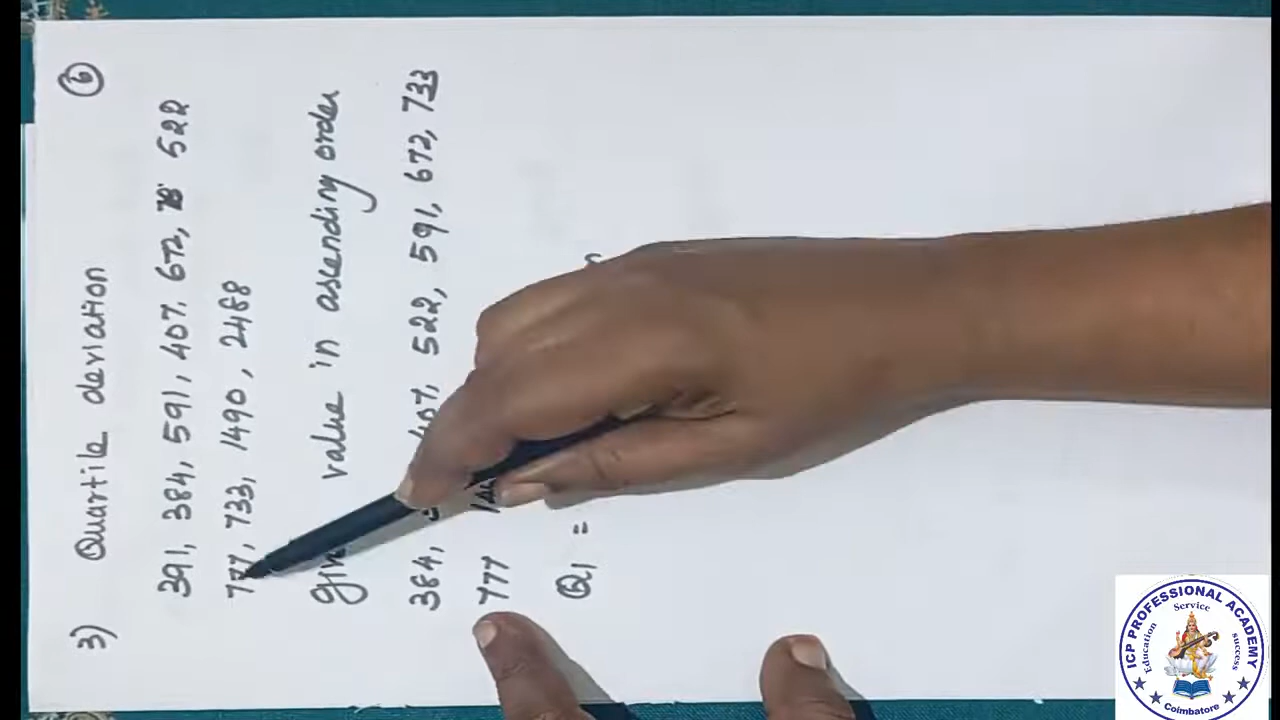 3) Quartile deviation 6
391, 384, 591, 407, 672, 522
777, 733, 1490, 2488
value in ascending order
384, 407, 522, 591, 672, 733
777
Q1 =
ICP PROFESSIONAL ACADEMY
Service
Education
success
Coimbatore